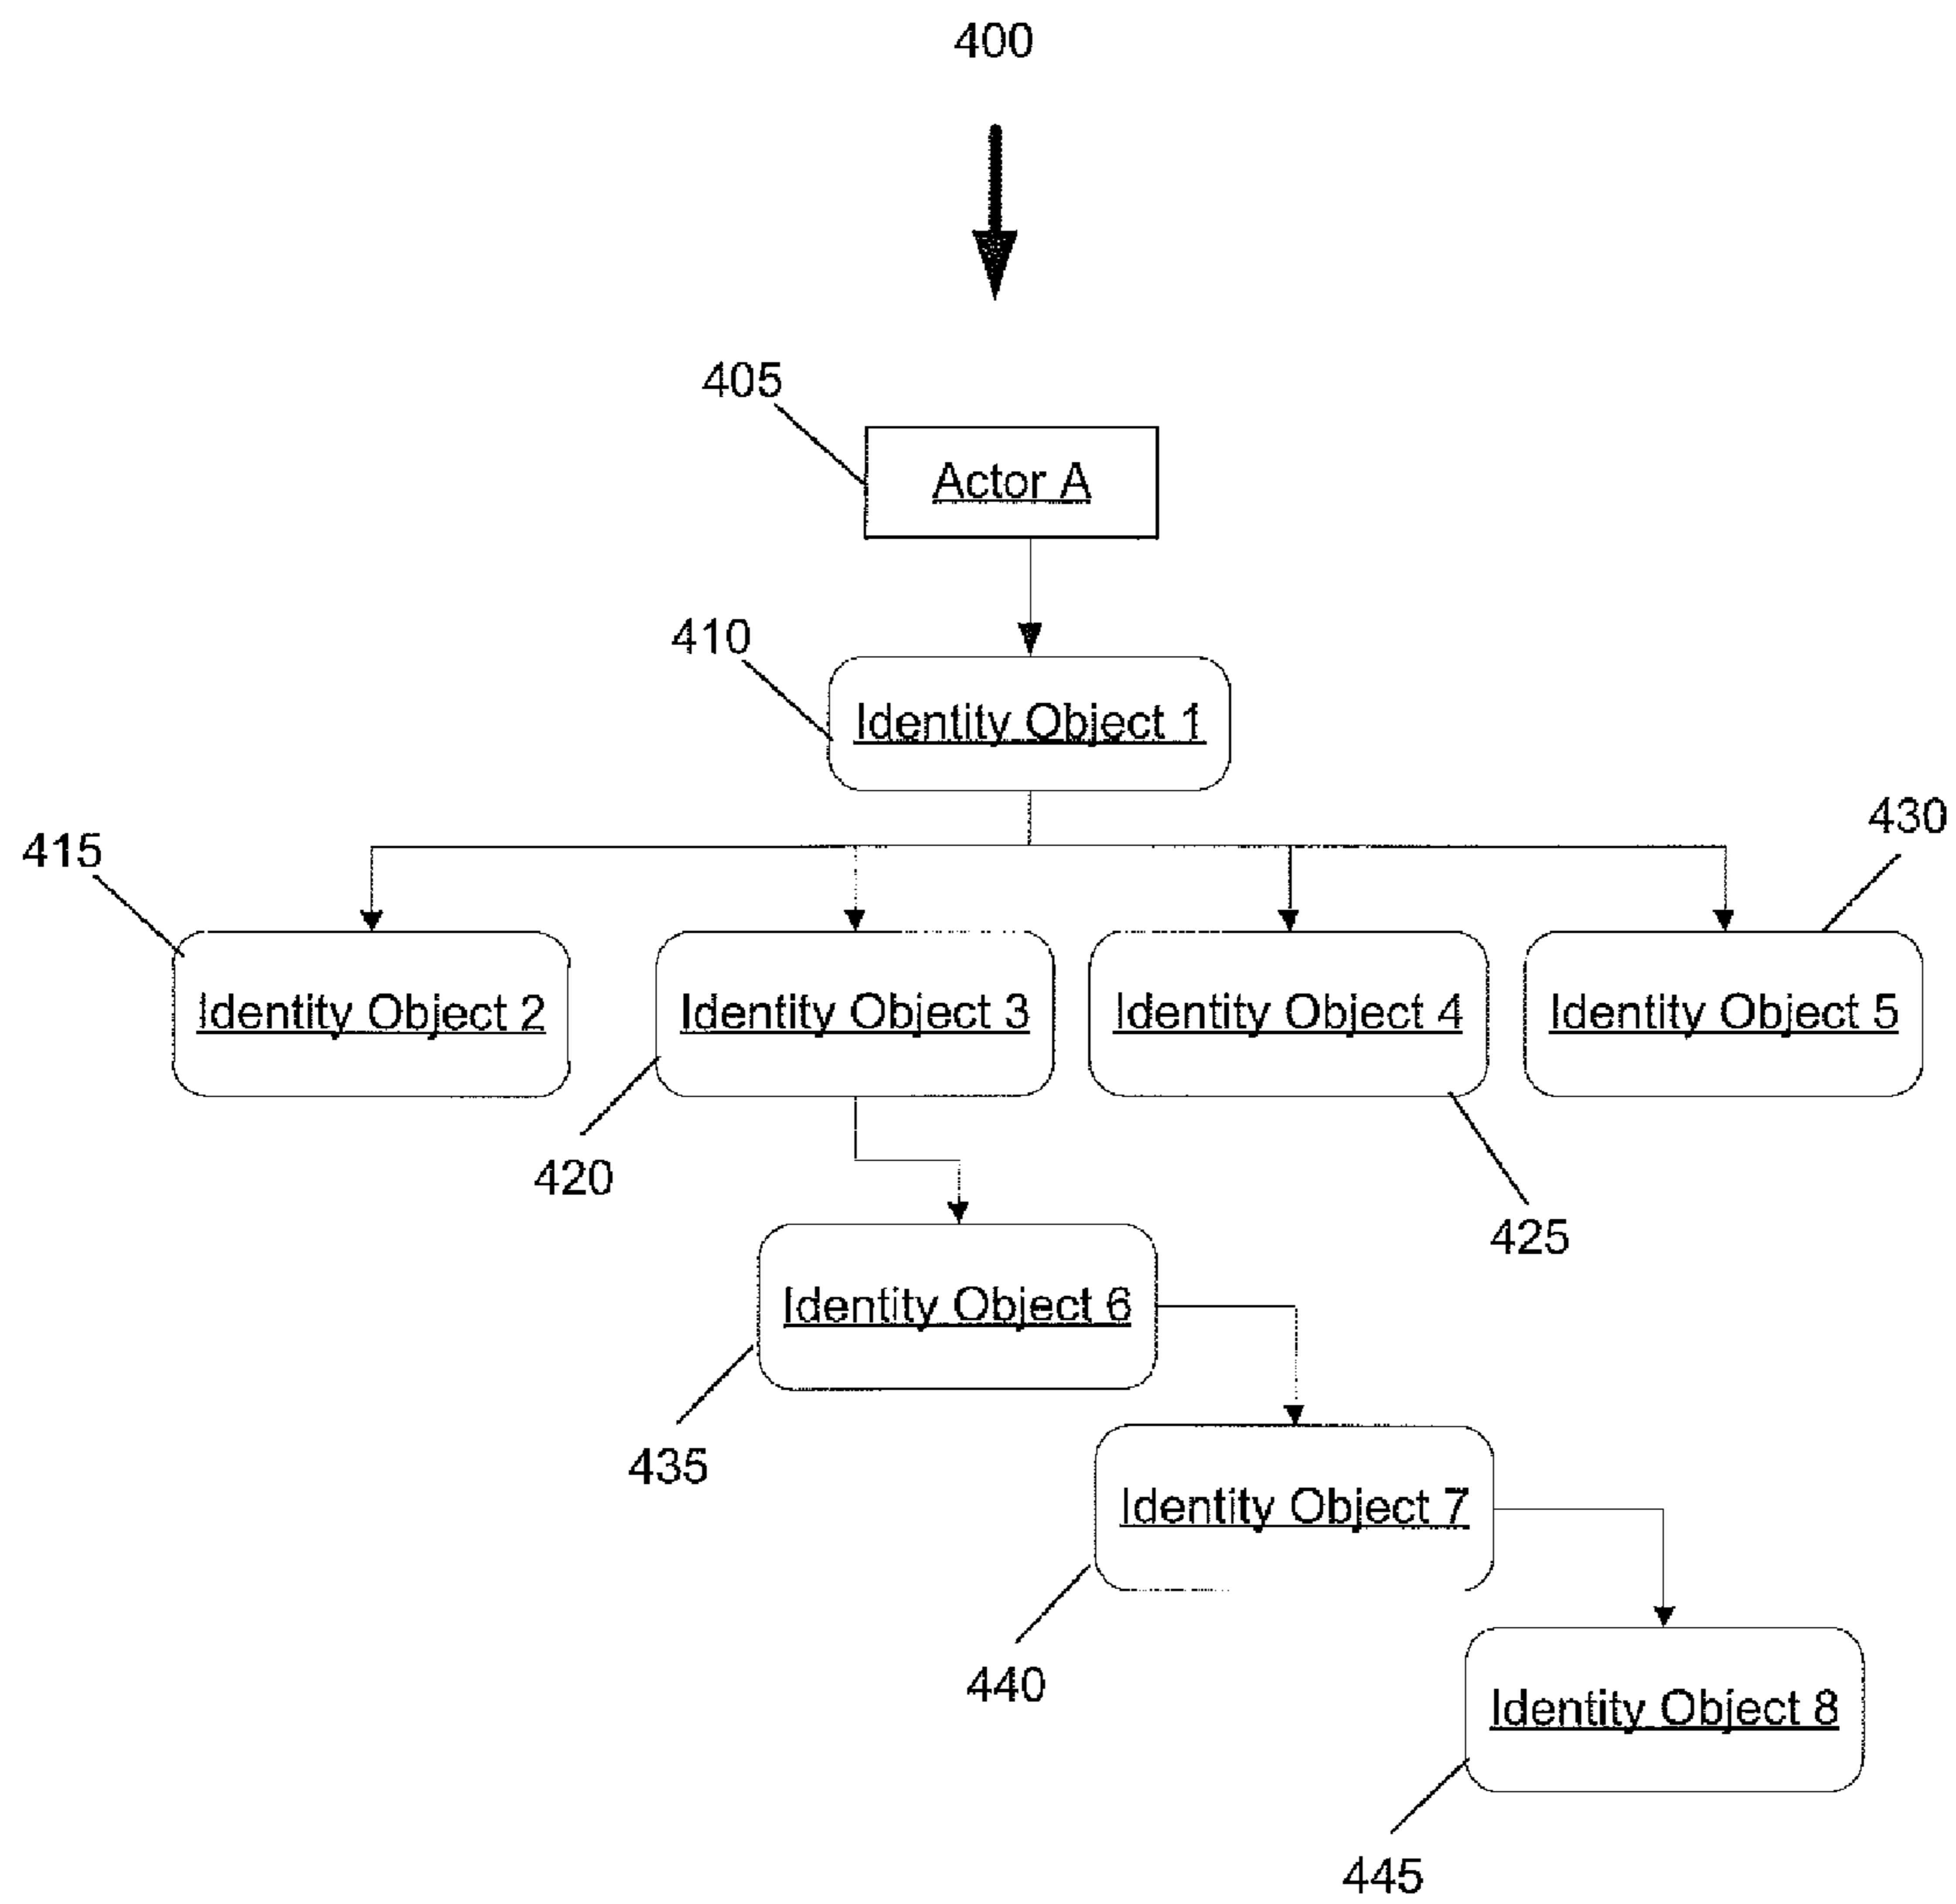 400
405
Actor A
410
Identity Object 1
430
415
Identity Object 2
Identity Object 3
Identity Object 4
Identity Object 5
420
425
Identity Object 6
435
Identity Object 7
440
Identity Object 8
445